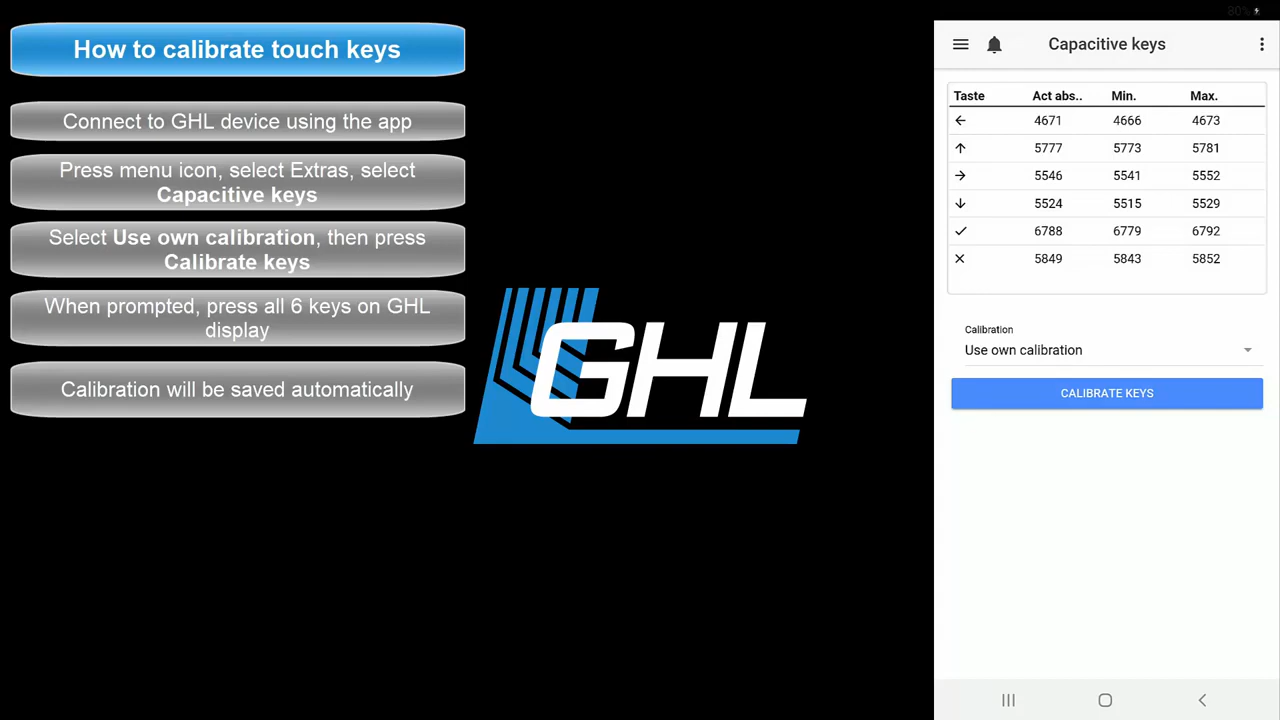 80%
How to calibrate touch keys
Connect to GHL device using the app
Press menu icon, select Extras, select
Capacitive keys
Select Use own calibration, then press
Calibrate keys
When prompted, press all 6 keys on GHL
display
Calibration will be saved automatically
GHL
Capacitive keys
Taste Act abs.. Min. Max.
← 4671 4666 4673
↑ 5777 5773 5781
→ 5546 5541 5552
↓ 5524 5515 5529
✓ 6788 6779 6792
✕ 5849 5843 5852
Calibration
Use own calibration
CALIBRATE KEYS